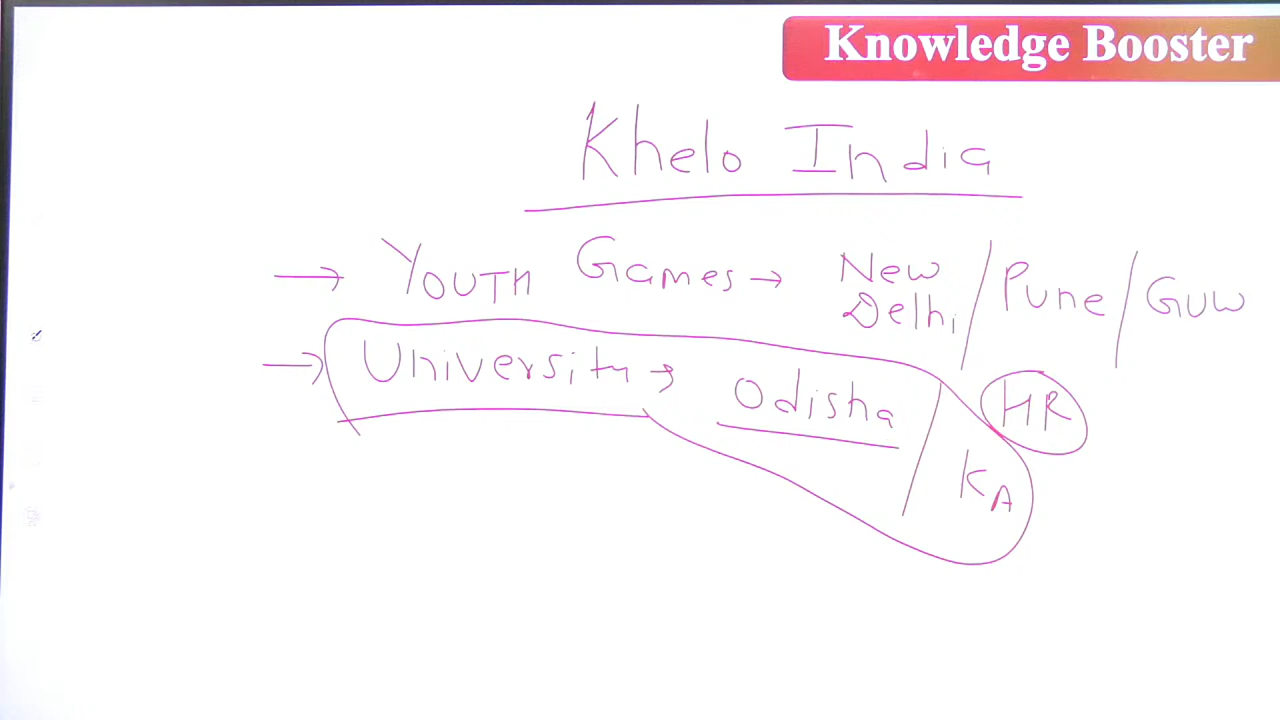 Knowledge Booster
Khelo India
→ Youth Games → New Delhi / Pune / Guw
→ University → Odisha / KA
HR